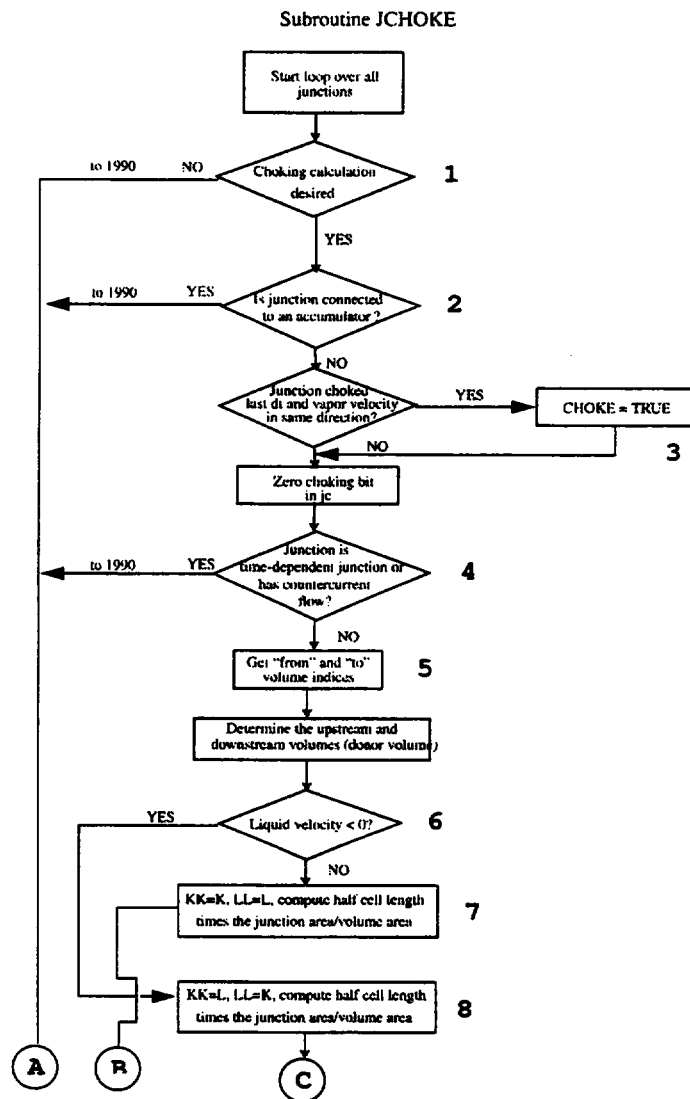 Subroutine JCHOKE
Start loop over all
junctions
to 1990 NO
Choking calculation
desired
1
YES
to 1990 YES
Is junction connected
to an accumulator ?
2
NO
Junction choked
last dt and vapor velocity
in same direction?
YES
CHOKE = TRUE
3
NO
Zero choking bit
in jc
to 1990 YES
Junction is
time-dependent junction or
has countercurrent
flow?
4
NO
Get "from" and "to"
volume indices
5
Determine the upstream and
downstream volumes (donor volume)
YES
Liquid velocity < 0?
6
NO
KK=K, LL=L, compute half cell length
times the junction area/volume area
7
KK=L, LL=K, compute half cell length
times the junction area/volume area
8
A B C